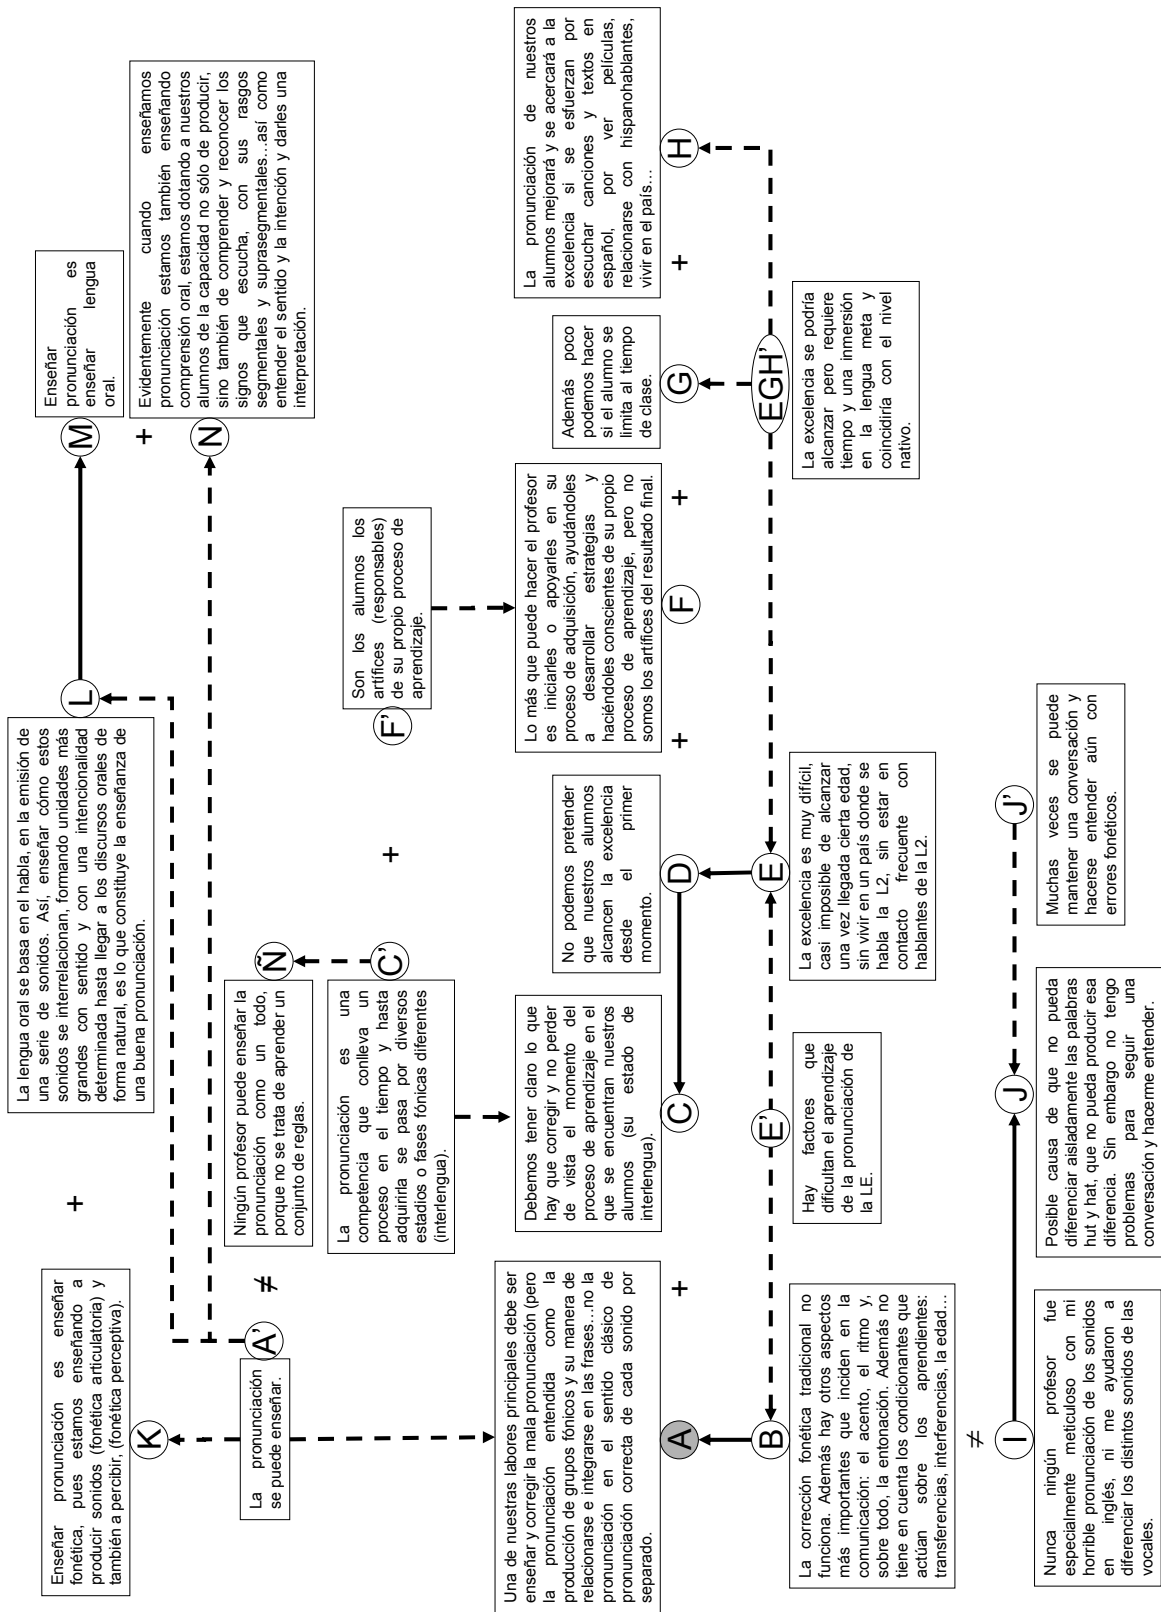 Enseñar pronunciación es enseñar
fonética, pues estamos enseñando a
producir sonidos (fonética articulatoria) y
también a percibir, (fonética perceptiva).
K
+
La lengua oral se basa en el habla, en la emisión de
una serie de sonidos. Así, enseñar cómo estos
sonidos se interrelacionan, formando unidades más
grandes con sentido y con una intencionalidad
determinada hasta llegar a los discursos orales de
forma natural, es lo que constituye la enseñanza de
una buena pronunciación.
L
Enseñar
pronunciación es
enseñar lengua
oral.
M
+
Evidentemente cuando enseñamos
pronunciación estamos también enseñando
comprensión oral, estamos dotando a nuestros
alumnos de la capacidad no sólo de producir,
sino también de comprender y reconocer los
signos que escucha, con sus rasgos
segmentales y suprasegmentales...así como
entender el sentido y la intención y darles una
interpretación.
N
La pronunciación
se puede enseñar.
A'
≠
Ningún profesor puede enseñar la
pronunciación como un todo,
porque no se trata de aprender un
conjunto de reglas.
Ñ
La pronunciación es una
competencia que conlleva un
proceso en el tiempo y hasta
adquirirla se pasa por diversos
estadios o fases fónicas diferentes
(interlengua).
C'
+
Son los alumnos los
artífices (responsables)
de su propio proceso de
aprendizaje.
F'
Una de nuestras labores principales debe ser
enseñar y corregir la mala pronunciación (pero
la pronunciación entendida como la
producción de grupos fónicos y su manera de
relacionarse e integrarse en las frases...no la
pronunciación en el sentido clásico de
pronunciación correcta de cada sonido por
separado.
A
+
Debemos tener claro lo que
hay que corregir y no perder
de vista el momento del
proceso de aprendizaje en el
que se encuentran nuestros
alumnos (su estado de
interlengua).
C
No podemos pretender
que nuestros alumnos
alcancen la excelencia
desde el primer
momento.
D
+
Lo más que puede hacer el profesor
es iniciarles o apoyarles en su
proceso de adquisición, ayudándoles
a desarrollar estrategias y
haciéndoles conscientes de su propio
proceso de aprendizaje, pero no
somos los artífices del resultado final.
F
+
Además poco
podemos hacer
si el alumno se
limita al tiempo
de clase.
G
+
La pronunciación de nuestros
alumnos mejorará y se acercará a la
excelencia si se esfuerzan por
escuchar canciones y textos en
español, por ver películas,
relacionarse con hispanohablantes,
vivir en el país…
H
B
La corrección fonética tradicional no
funciona. Además hay otros aspectos
más importantes que inciden en la
comunicación: el acento, el ritmo y,
sobre todo, la entonación. Además no
tiene en cuenta los condicionantes que
actúan sobre los aprendientes:
transferencias, interferencias, la edad…
E'
Hay factores que
dificultan el aprendizaje
de la pronunciación de
la LE.
E
La excelencia es muy difícil,
casi imposible de alcanzar
una vez llegada cierta edad,
sin vivir en un país donde se
habla la L2, sin estar en
contacto frecuente con
hablantes de la L2.
EGH'
La excelencia se podría
alcanzar pero requiere
tiempo y una inmersión
en la lengua meta y
coincidiría con el nivel
nativo.
≠
I
Nunca ningún profesor fue
especialmente meticuloso con mi
horrible pronunciación de los sonidos
en inglés, ni me ayudaron a
diferenciar los distintos sonidos de las
vocales.
J
Posible causa de que no pueda
diferenciar aisladamente las palabras
hut y hat, que no pueda producir esa
diferencia. Sin embargo no tengo
problemas para seguir una
conversación y hacerme entender.
J'
Muchas veces se puede
mantener una conversación y
hacerse entender aún con
errores fonéticos.